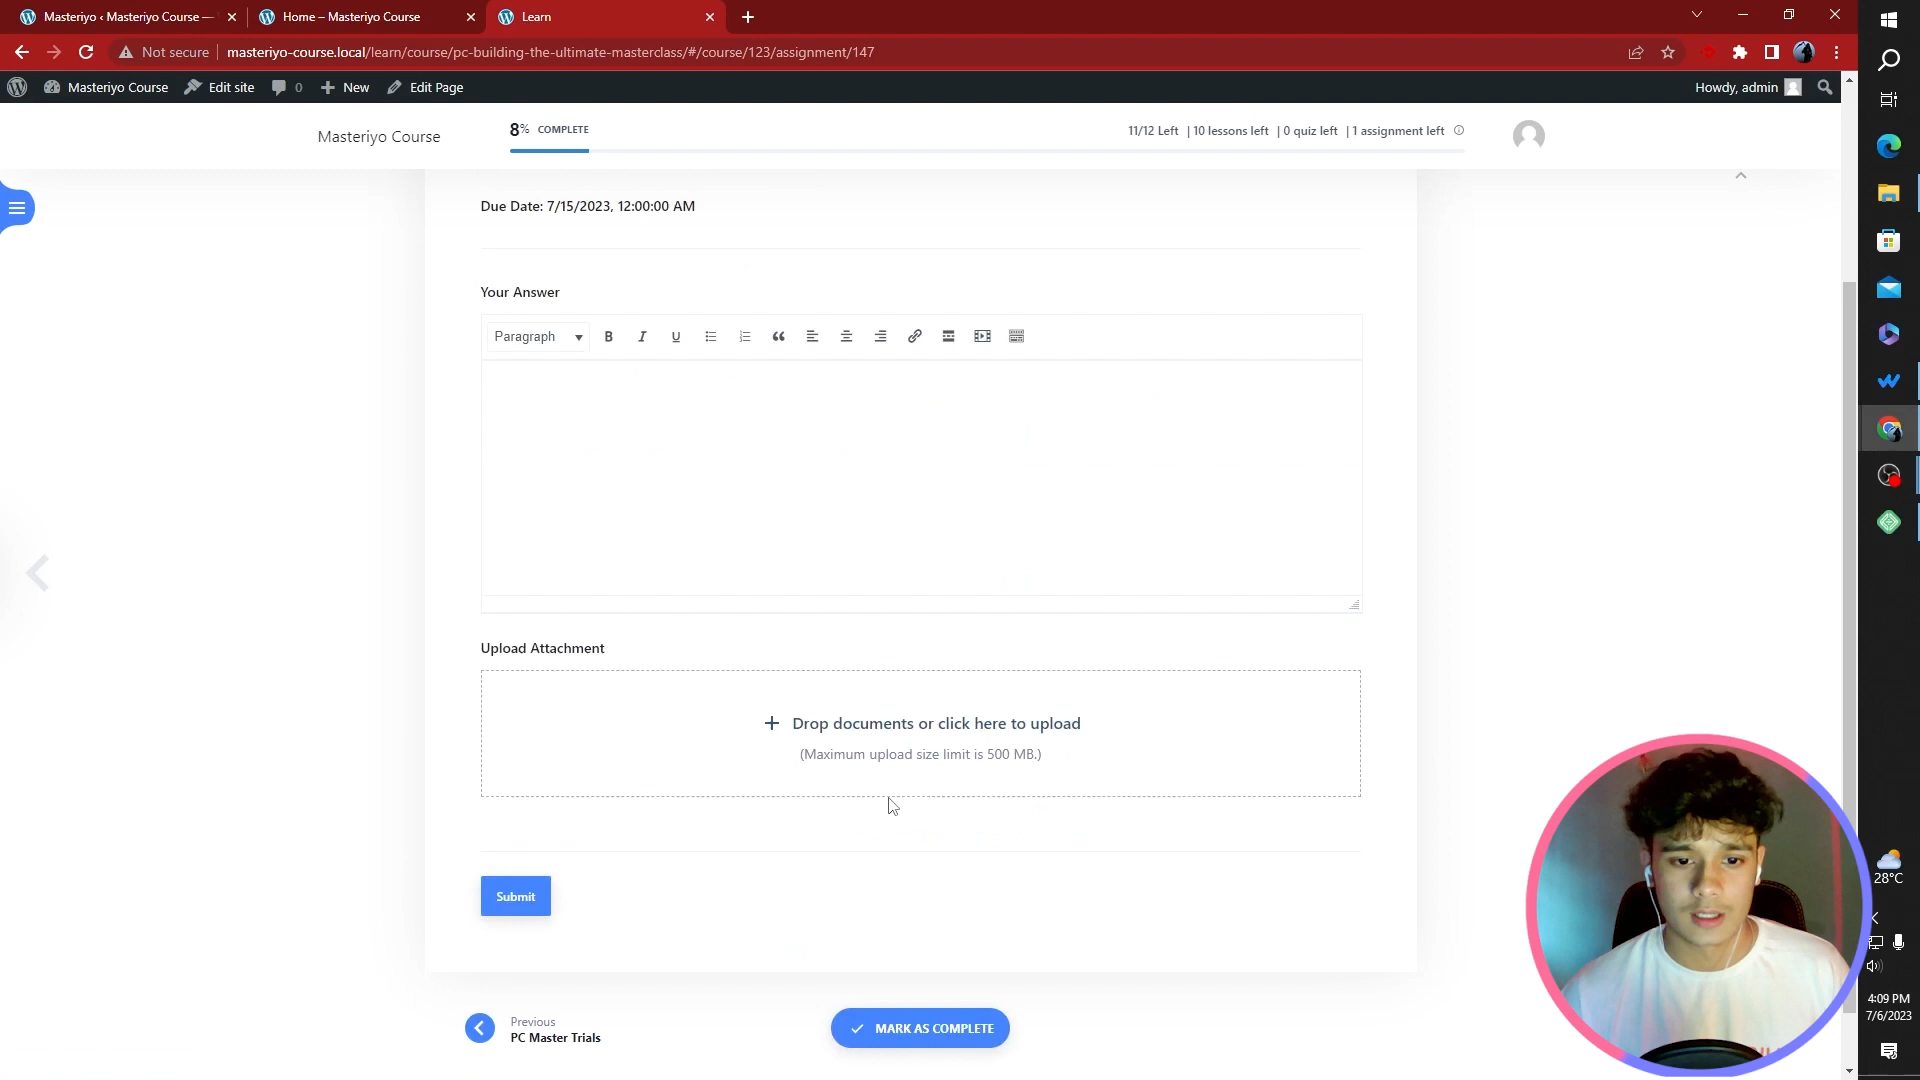 Masteriyo ‹ Masteriyo Course —
Home – Masteriyo Course
Learn
Not secure
masteriyo-course.local/learn/course/pc-building-the-ultimate-masterclass/#/course/123/assignment/147
Masteriyo Course
Edit site
0
New
Edit Page
Howdy, admin
Masteriyo Course
8% COMPLETE
11/12 Left | 10 lessons left | 0 quiz left | 1 assignment left
Due Date: 7/15/2023, 12:00:00 AM
Your Answer
Paragraph
B I U
Upload Attachment
+ Drop documents or click here to upload
(Maximum upload size limit is 500 MB.)
Submit
Previous
PC Master Trials
MARK AS COMPLETE
28°C
4:09 PM
7/6/2023